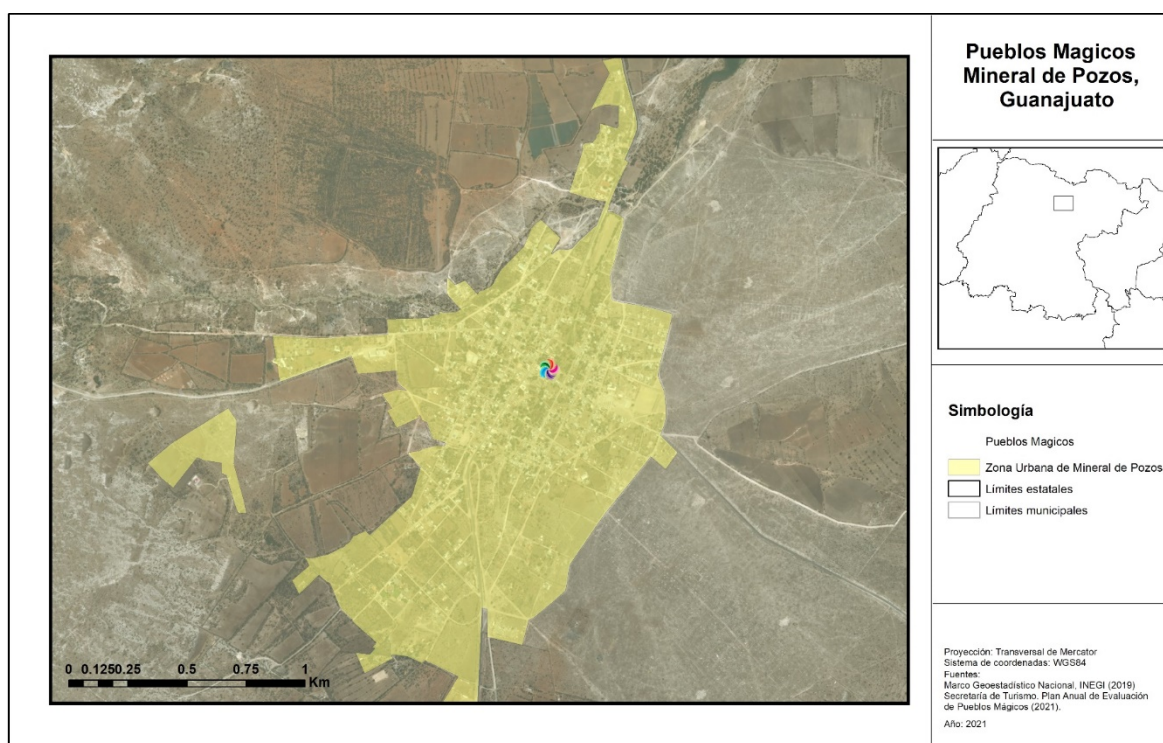 Pueblos Magicos
Mineral de Pozos,
Guanajuato
Simbología
Pueblos Magicos
Zona Urbana de Mineral de Pozos
Límites estatales
Límites municipales
0 0.125 0.25 0.5 0.75 1
Km
Proyección: Transversal de Mercator
Sistema de coordenadas: WGS84
Fuentes:
Marco Geoestadístico Nacional, INEGI (2019)
Secretaría de Turismo. Plan Anual de Evaluación
de Pueblos Mágicos (2021).
Año: 2021